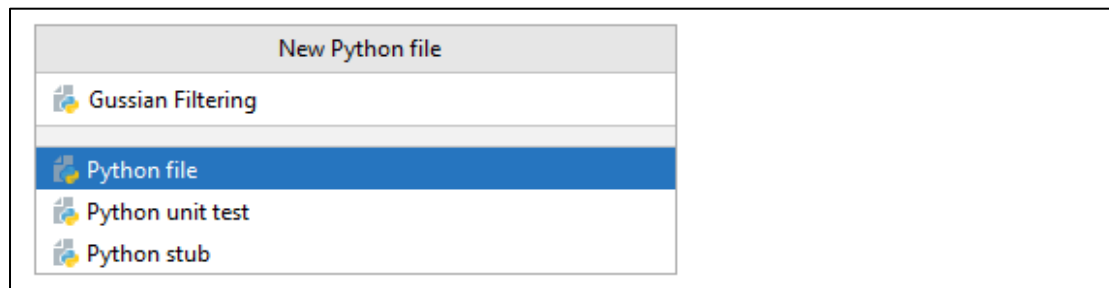 New Python file
Gussian Filtering
Python file
Python unit test
Python stub